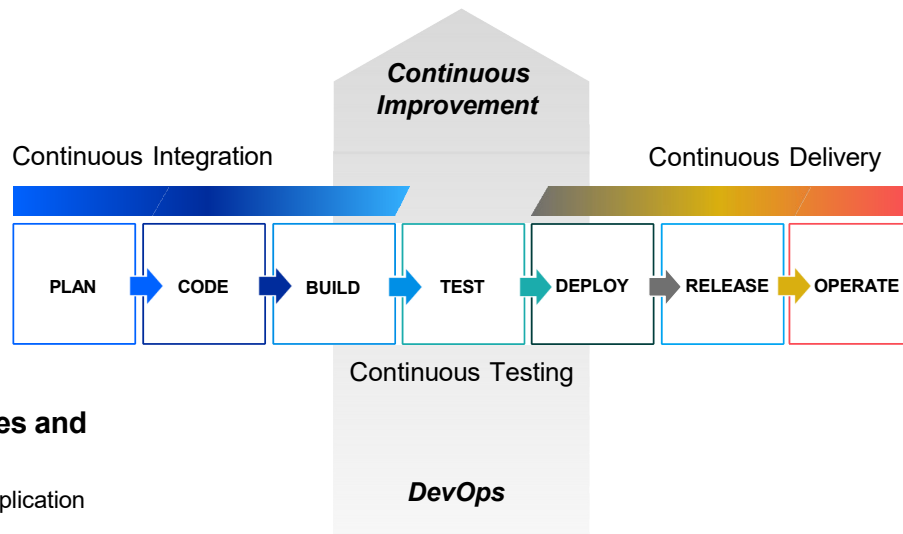 Continuous
Improvement
Continuous Integration
Continuous Delivery
PLAN
CODE
BUILD
TEST
DEPLOY
RELEASE
OPERATE
Continuous Testing
es and
plication
DevOps